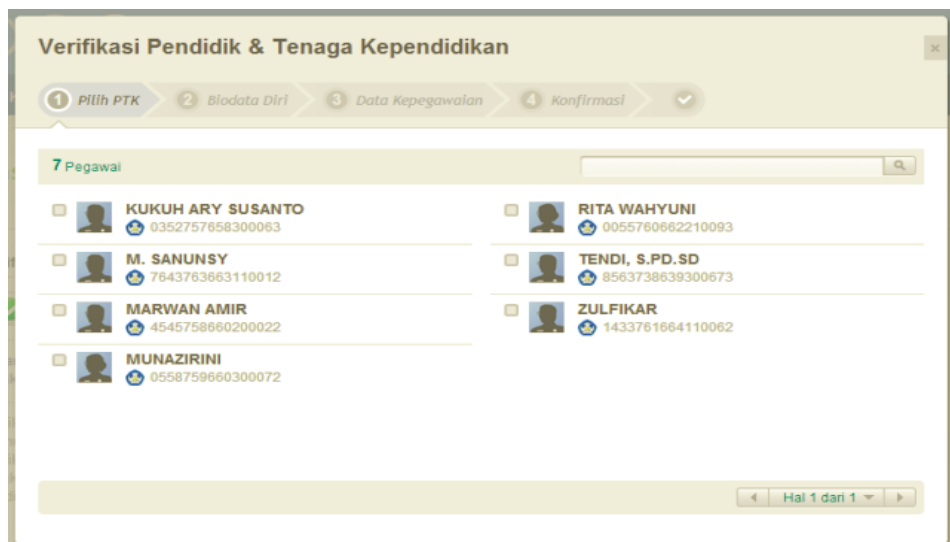 Verifikasi Pendidik & Tenaga Kependidikan
1 Pilih PTK 2 Biodata Diri 3 Data Kepegawaian 4 Konfirmasi
7 Pegawai
KUKUH ARY SUSANTO
0352757658300063
M. SANUNSY
7643763663110012
MARWAN AMIR
4545758660200022
MUNAZIRINI
0558759660300072
RITA WAHYUNI
0055760662210093
TENDI, S.PD.SD
8563738639300673
ZULFIKAR
1433761664110062
Hal 1 dari 1